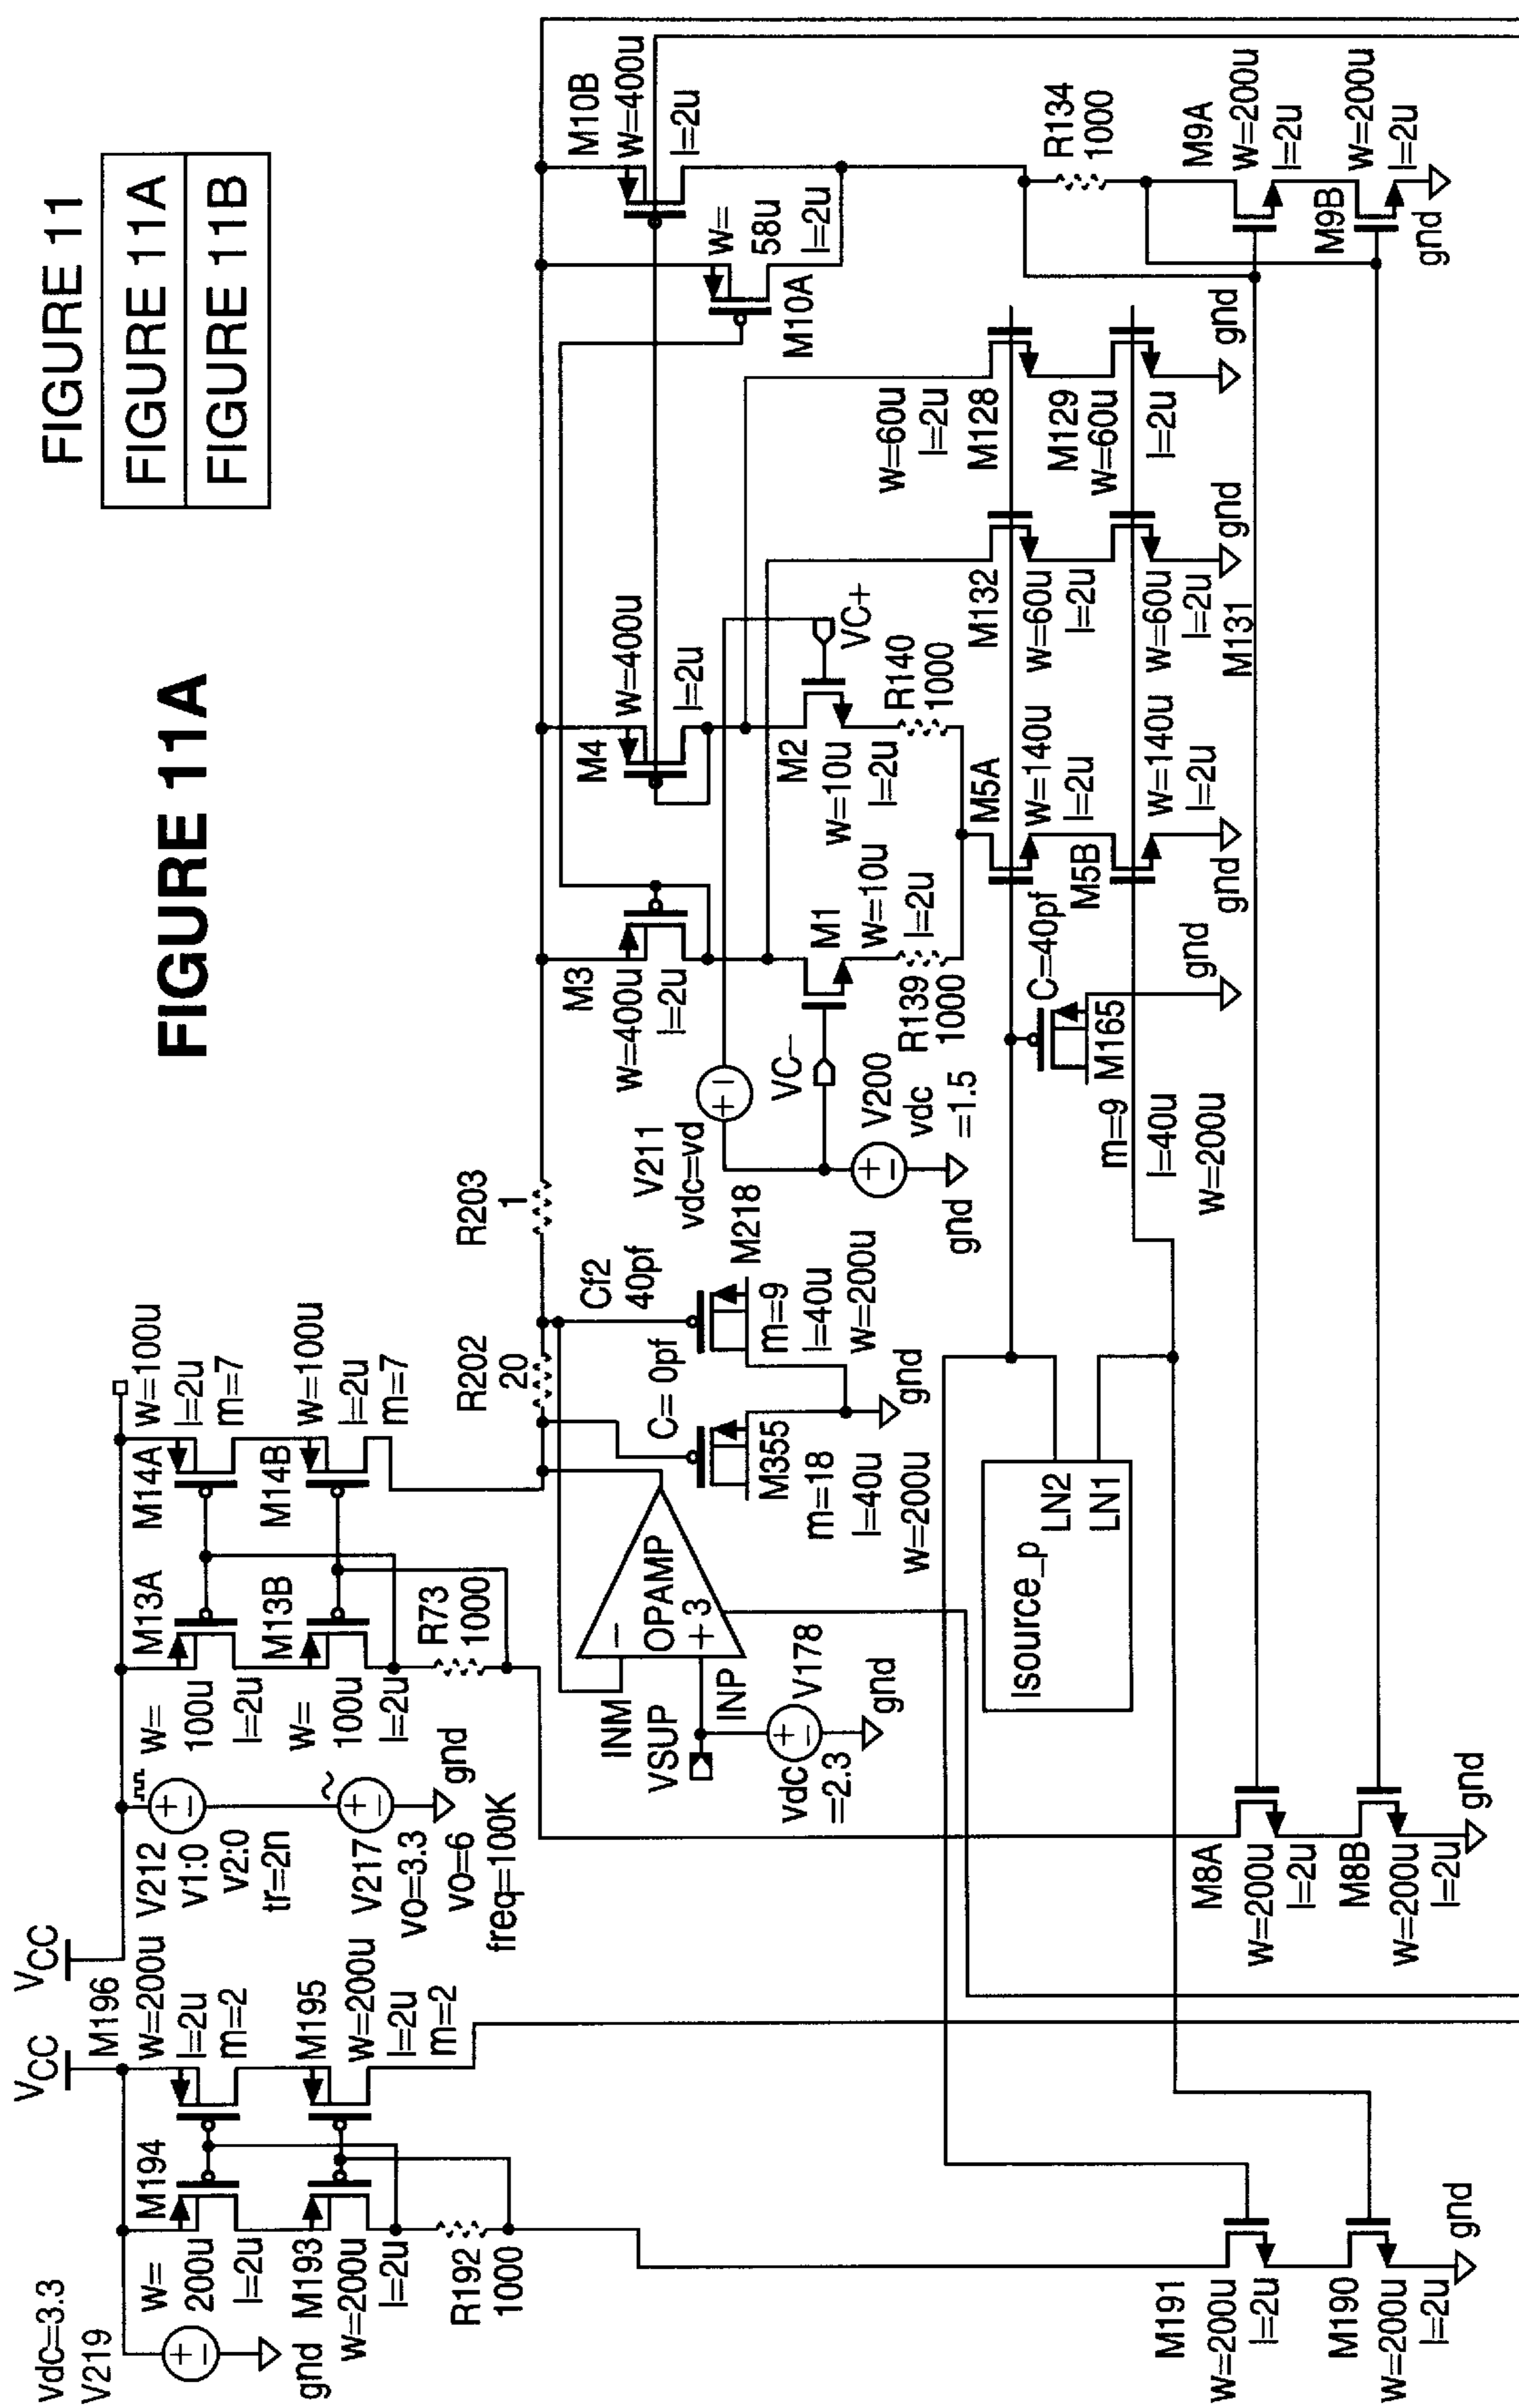 FIGURE 11
FIGURE 11A
FIGURE 11B
FIGURE 11A
vdc=3.3
V219
gnd
VCC
M194
w=
200u
l=2u
M193
w=200u
l=2u
R192
1000
M196
w=200u
l=2u
m=2
M195
w=200u
l=2u
m=2
M191
w=200u
l=2u
M190
w=200u
l=2u
gnd
VCC
V212
V1:0
v2:0
tr=2n
V217
vo=3.3
vo=6
freq=100K
gnd
M13A
w=
100u
l=2u
M13B
w=
100u
l=2u
R73
1000
M14A
w=100u
l=2u
m=7
M14B
w=100u
l=2u
m=7
INM
VSUP
INP
OPAMP
3
V178
vdc
=2.3
gnd
R202
20
R203
1
C= 0pf
M355
m=18
l=40u
w=200u
Cf2
40pf
M218
m=9
l=40u
w=200u
gnd
Isource_p
LN2
LN1
M8A
w=200u
l=2u
M8B
w=200u
l=2u
gnd
V211
vdc=vd
VC−
V200
vdc
=1.5
gnd
M3
w=400u
l=2u
M4
w=400u
l=2u
M1
w=10u
l=2u
R139
1000
M2
w=10u
l=2u
R140
1000
VC+
C=40pf
M165
m=9
l=40u
w=200u
gnd
M5A
w=140u
l=2u
M5B
w=140u
l=2u
gnd
M132
w=60u
l=2u
w=60u
l=2u
M131
gnd
w=60u
l=2u
M128
M129
w=60u
l=2u
gnd
M10A
w=
58u
l=2u
M10B
w=400u
l=2u
R134
1000
M9A
w=200u
l=2u
M9B
w=200u
l=2u
gnd